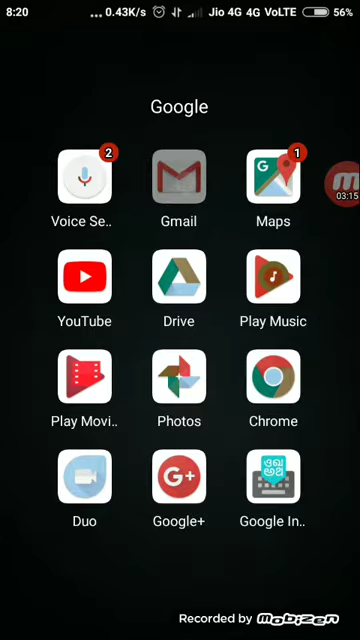 8:20 ... 0.43K/s Jio 4G 4G VoLTE 56%
Google
2
1
G
03:15
Voice Se.. Gmail Maps
YouTube Drive Play Music
Play Movi.. Photos Chrome
G+
Duo Google+ Google In..
Recorded by mobizen